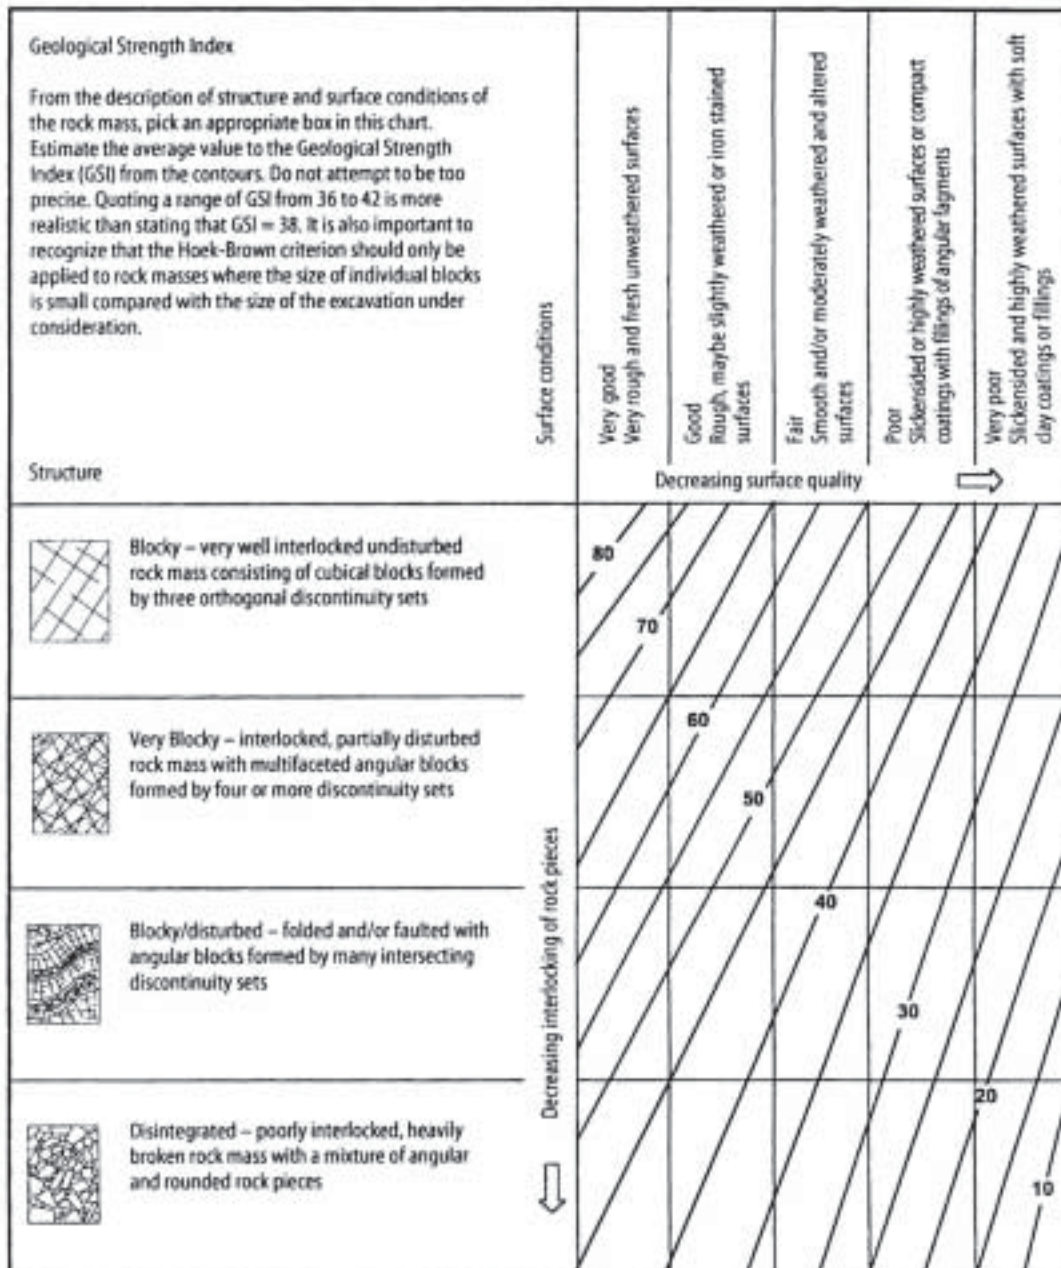 Geological Strength Index
From the description of structure and surface conditions of
the rock mass, pick an appropriate box in this chart.
Estimate the average value to the Geological Strength
Index (GSI) from the contours. Do not attempt to be too
precise. Quoting a range of GSI from 36 to 42 is more
realistic than stating that GSI = 38. It is also important to
recognize that the Hoek-Brown criterion should only be
applied to rock masses where the size of individual blocks
is small compared with the size of the excavation under
consideration.
Structure
Surface conditions
Very good
Very rough and fresh unweathered surfaces
Good
Rough, maybe slightly weathered or iron stained
surfaces
Fair
Smooth and/or moderately weathered and altered
surfaces
Poor
Slickensided or highly weathered surfaces or compact
coatings with fillings of angular fagments
Very poor
Slickensided and highly weathered surfaces with soft
clay coatings or fillings
Decreasing surface quality
Blocky – very well interlocked undisturbed
rock mass consisting of cubical blocks formed
by three orthogonal discontinuity sets
Very Blocky – interlocked, partially disturbed
rock mass with multifaceted angular blocks
formed by four or more discontinuity sets
Blocky/disturbed – folded and/or faulted with
angular blocks formed by many intersecting
discontinuity sets
Disintegrated – poorly interlocked, heavily
broken rock mass with a mixture of angular
and rounded rock pieces
Decreasing interlocking of rock pieces
80
70
60
50
40
30
20
10